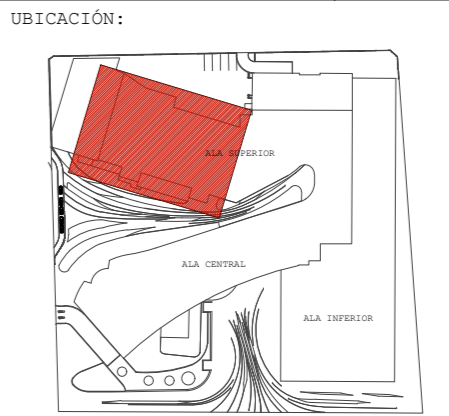 UBICACIÓN:
ALA SUPERIOR
ALA CENTRAL
ALA INFERIOR